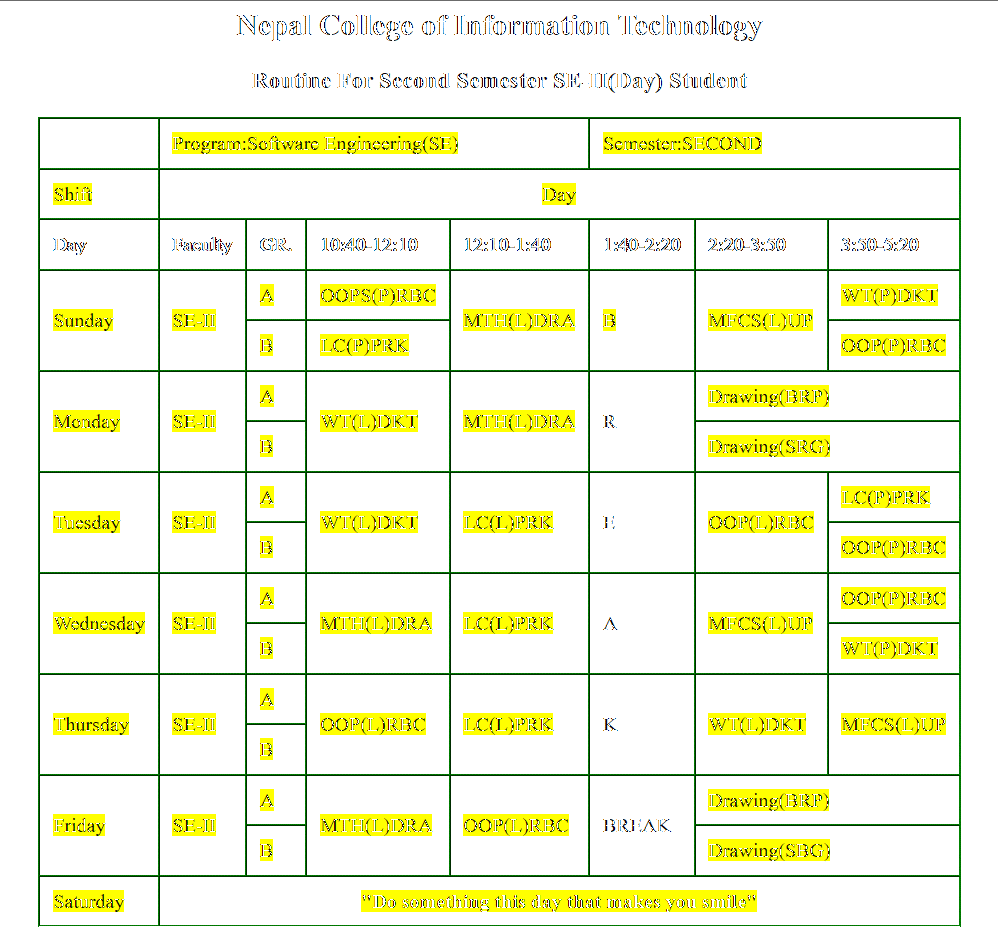 Nepal College of Information Technology
Routine For Second Semester SE-II(Day) Student
Program:Software Engineering(SE) Semester:SECOND
Shift Day
Day Faculty GR. 10:40-12:10 12:10-1:40 1:40-2:20 2:20-3:50 3:50-5:20
A OOPS(P)RBC WT(P)DKT
Sunday SE-II MTH(L)DRA B MFCS(L)UP
B LC(P)PRK OOP(P)RBC
A Drawing(BRP)
Monday SE-II WT(L)DKT MTH(L)DRA R
B Drawing(SRG)
A LC(P)PRK
Tuesday SE-II WT(L)DKT LC(L)PRK E OOP(L)RBC
B OOP(P)RBC
A OOP(P)RBC
Wednesday SE-II MTH(L)DRA LC(L)PRK A MFCS(L)UP
B WT(P)DKT
A
Thursday SE-II OOP(L)RBC LC(L)PRK K WT(L)DKT MFCS(L)UP
B
A Drawing(BRP)
Friday SE-II MTH(L)DRA OOP(L)RBC BREAK
B Drawing(SBG)
Saturday "Do something this day that makes you smile"